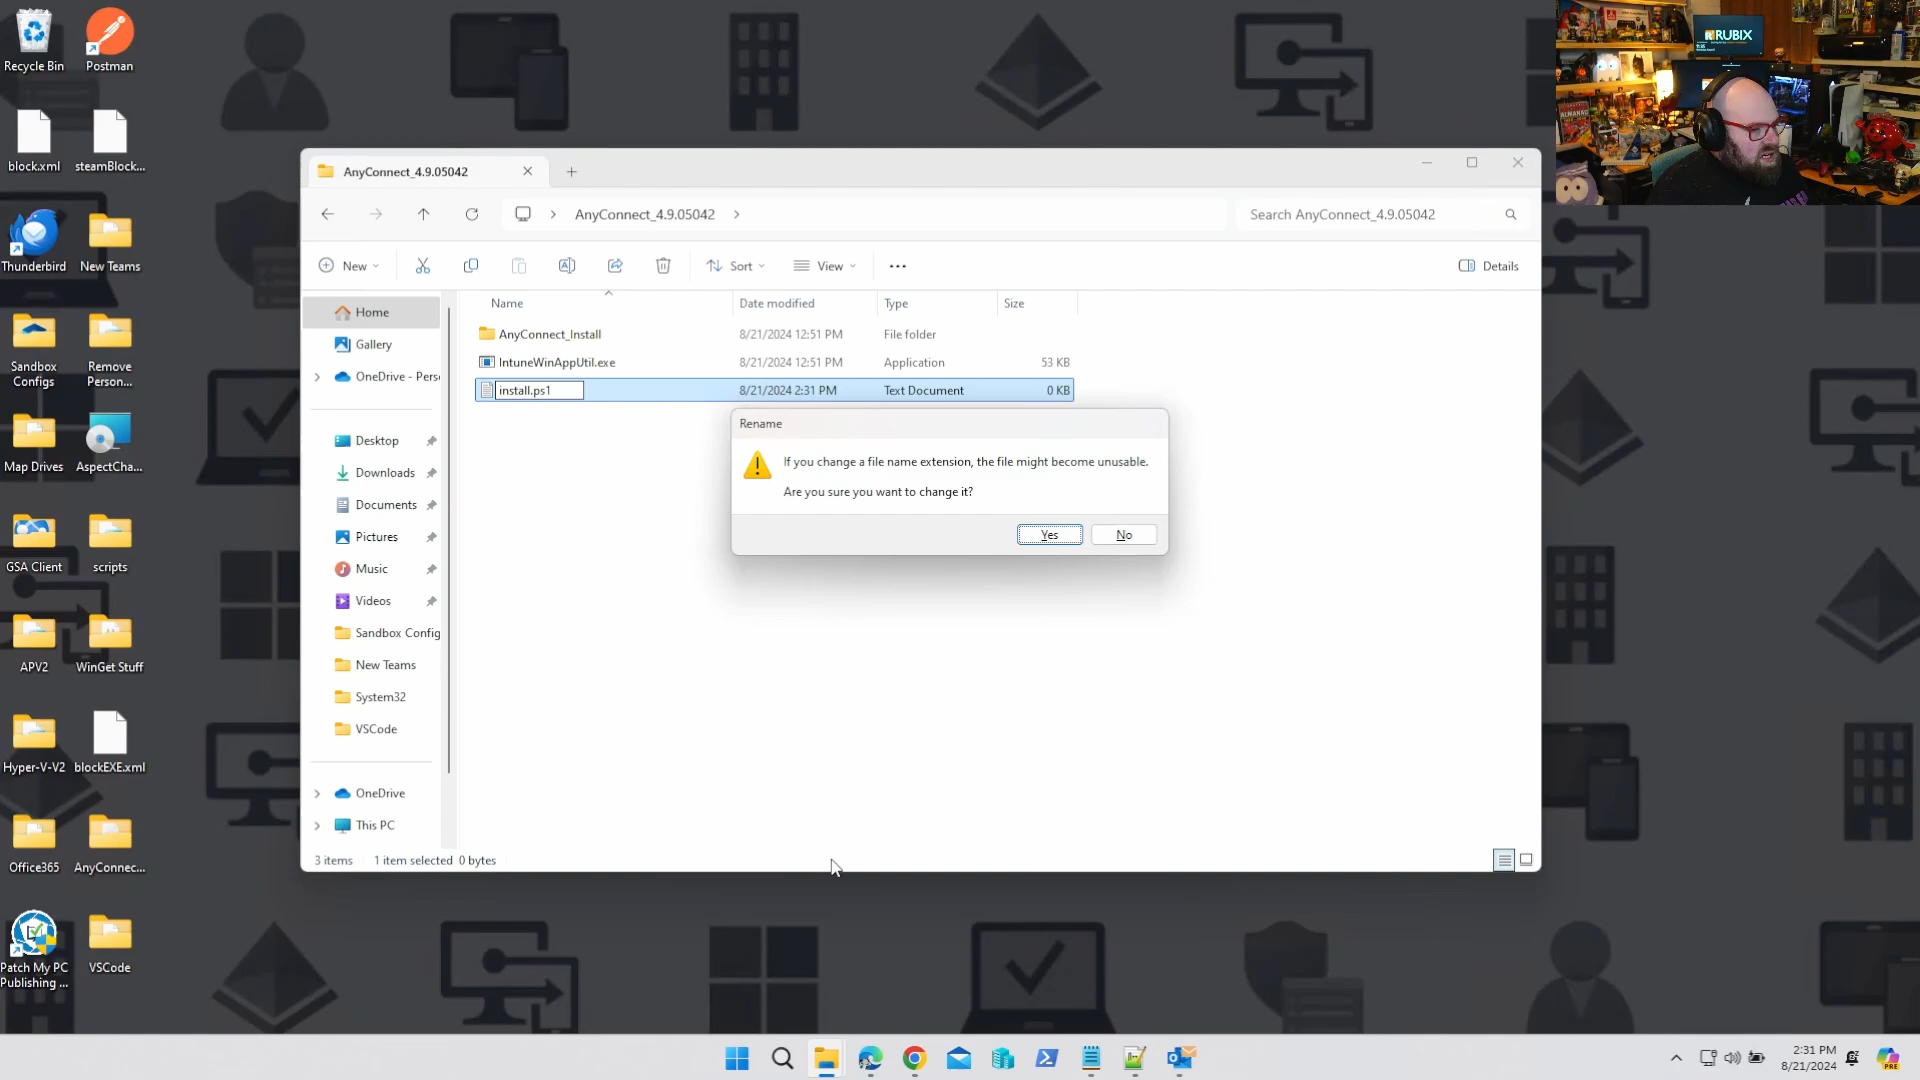 Recycle Bin
Postman
block.xml
steamBlock...
Thunderbird
New Teams
Sandbox
Configs
Remove
Person...
Map Drives
AspectCha...
GSA Client
scripts
APV2
WinGet Stuff
Hyper-V-V2
blockEXE.xml
Office365
AnyConnec...
Patch My PC
Publishing ...
VSCode
AnyConnect_4.9.05042
AnyConnect_4.9.05042
Search AnyConnect_4.9.05042
New
Sort
View
Details
Home
Gallery
OneDrive - Pers
Desktop
Downloads
Documents
Pictures
Music
Videos
Sandbox Config
New Teams
System32
VSCode
OneDrive
This PC
Name Date modified Type Size
AnyConnect_Install 8/21/2024 12:51 PM File folder
IntuneWinAppUtil.exe 8/21/2024 12:51 PM Application 53 KB
install.ps1 8/21/2024 2:31 PM Text Document 0 KB
Rename
If you change a file name extension, the file might become unusable.
Are you sure you want to change it?
Yes
No
3 items 1 item selected 0 bytes
RUBIX
2:31 PM
8/21/2024
PRE